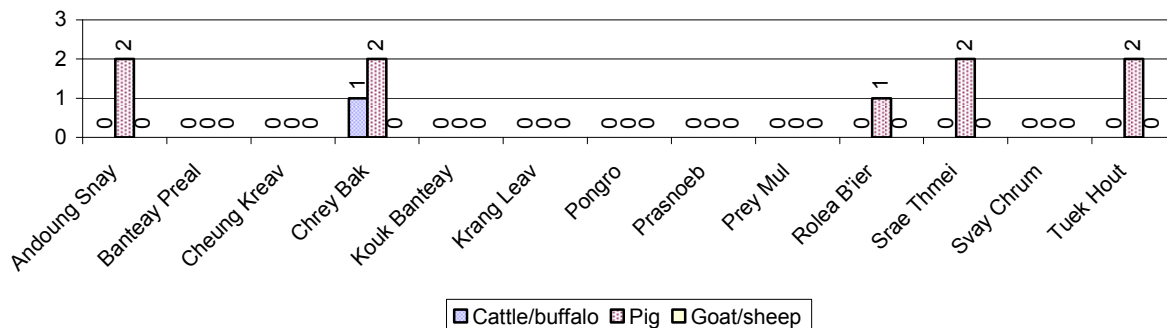 3
2
1
0
0 2 0
0 0 0
0 0 0
1 2 0
0 0 0
0 0 0
0 0 0
0 0 0
0 0 0
0 1 0
0 2 0
0 0 0
0 2 0
Andoung Snay
Banteay Preal
Cheung Kreav
Chrey Bak
Kouk Banteay
Krang Leav
Pongro
Prasnoeb
Prey Mul
Rolea B'ier
Srae Thmei
Svay Chrum
Tuek Hout
Cattle/buffalo Pig Goat/sheep